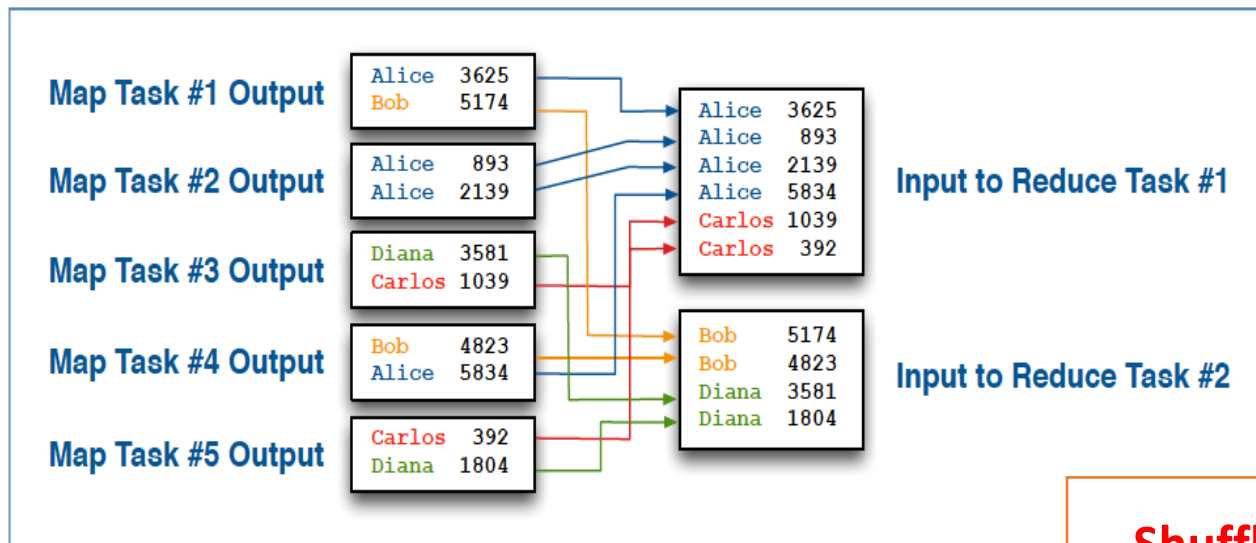 Map Task #1 Output
Alice 3625
Bob 5174
Map Task #2 Output
Alice 893
Alice 2139
Map Task #3 Output
Diana 3581
Carlos 1039
Map Task #4 Output
Bob 4823
Alice 5834
Map Task #5 Output
Carlos 392
Diana 1804
Alice 3625
Alice 893
Alice 2139
Alice 5834
Carlos 1039
Carlos 392
Input to Reduce Task #1
Bob 5174
Bob 4823
Diana 3581
Diana 1804
Input to Reduce Task #2